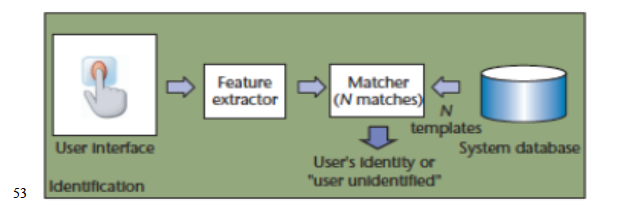 Feature
extractor
Matcher
(N matches)
N
templates
User interface
System database
User's identity or
"user unidentified"
53
Identification